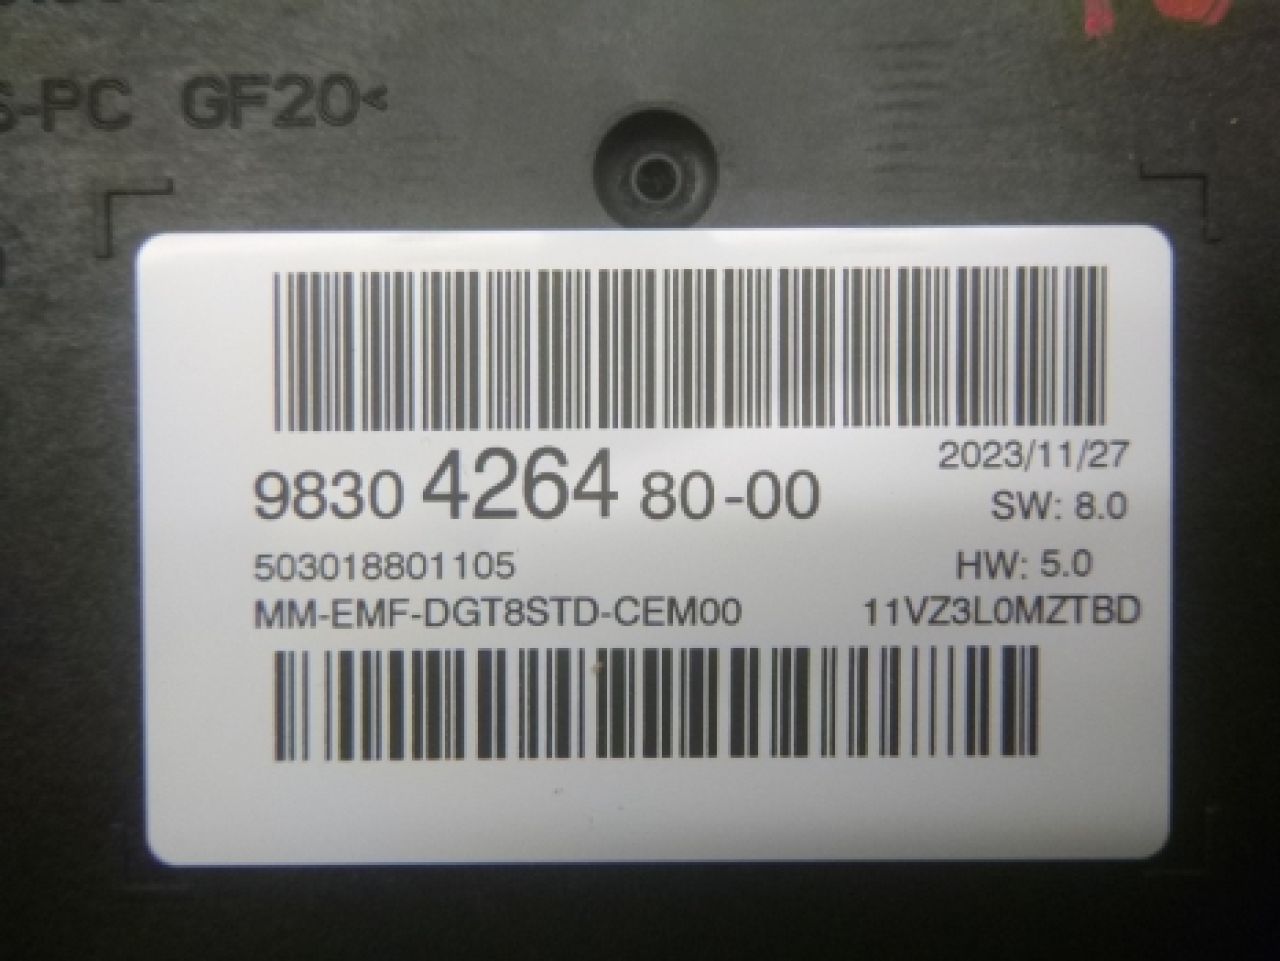 S-PC GF20<
2023/11/27
9830 4264 80-00
SW: 8.0
503018801105
HW: 5.0
MM-EMF-DGT8STD-CEM00
11VZ3L0MZTBD